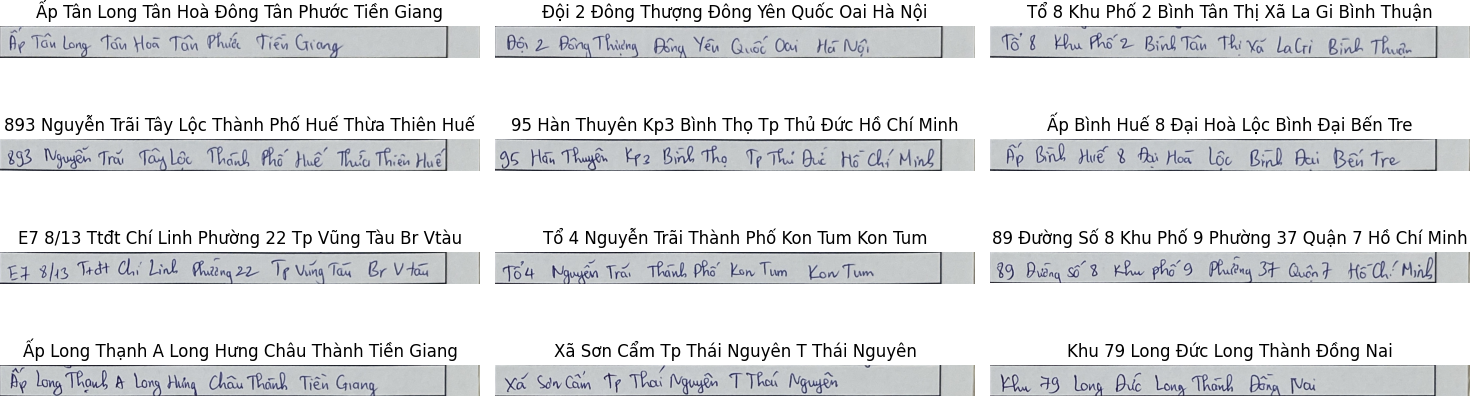 Ấp Tân Long Tân Hoà Đông Tân Phước Tiền Giang
Ấp Tân Long Tân Hoà Tân Phước Tiền Giang
Đội 2 Đông Thượng Đông Yên Quốc Oai Hà Nội
Đội 2 Đông Thượng Đông Yên Quốc Oai Hà Nội
Tổ 8 Khu Phố 2 Bình Tân Thị Xã La Gi Bình Thuận
Tổ 8 Khu Phố 2 Bình Tân Thị Xã La Gi Bình Thuận
893 Nguyễn Trãi Tây Lộc Thành Phố Huế Thừa Thiên Huế
893 Nguyễn Trãi Tây Lộc Thành Phố Huế Thừa Thiên Huế
95 Hàn Thuyên Kp3 Bình Thọ Tp Thủ Đức Hồ Chí Minh
95 Hàn Thuyên Kp3 Bình Thọ Tp Thủ Đức Hồ Chí Minh
Ấp Bình Huế 8 Đại Hoà Lộc Bình Đại Bến Tre
Ấp Bình Huế 8 Đại Hoà Lộc Bình Đại Bến Tre
E7 8/13 Ttđt Chí Linh Phường 22 Tp Vũng Tàu Br Vtàu
E7 8/13 Ttđt Chí Linh Phường 22 Tp Vũng Tàu Br Vtàu
Tổ 4 Nguyễn Trãi Thành Phố Kon Tum Kon Tum
Tổ 4 Nguyễn Trãi Thành Phố Kon Tum Kon Tum
89 Đường Số 8 Khu Phố 9 Phường 37 Quận 7 Hồ Chí Minh
89 Đường số 8 Khu phố 9 Phường 37 Quận 7 Hồ Chí Minh
Ấp Long Thạnh A Long Hưng Châu Thành Tiền Giang
Ấp Long Thạnh A Long Hưng Châu Thành Tiền Giang
Xã Sơn Cẩm Tp Thái Nguyên T Thái Nguyên
Xã Sơn Cẩm Tp Thái Nguyên T Thái Nguyên
Khu 79 Long Đức Long Thành Đồng Nai
Khu 79 Long Đức Long Thành Đồng Nai